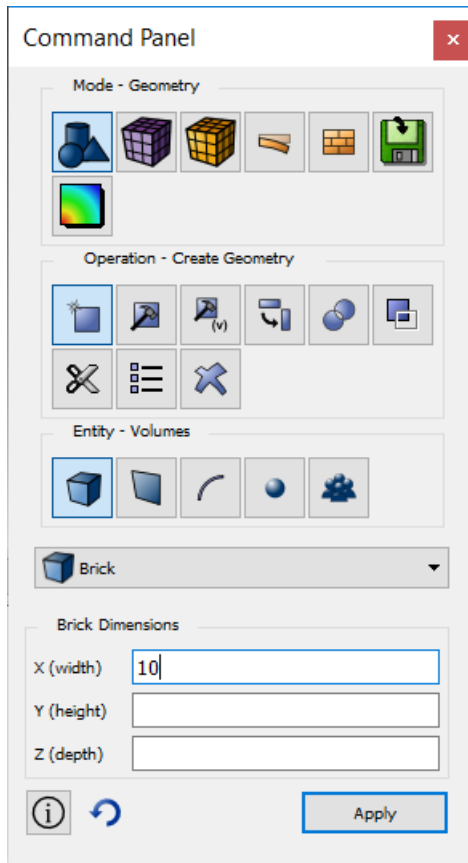 Command Panel
Mode - Geometry
Operation - Create Geometry
(v)
Entity - Volumes
Brick
Brick Dimensions
X (width) 10
Y (height)
Z (depth)
Apply